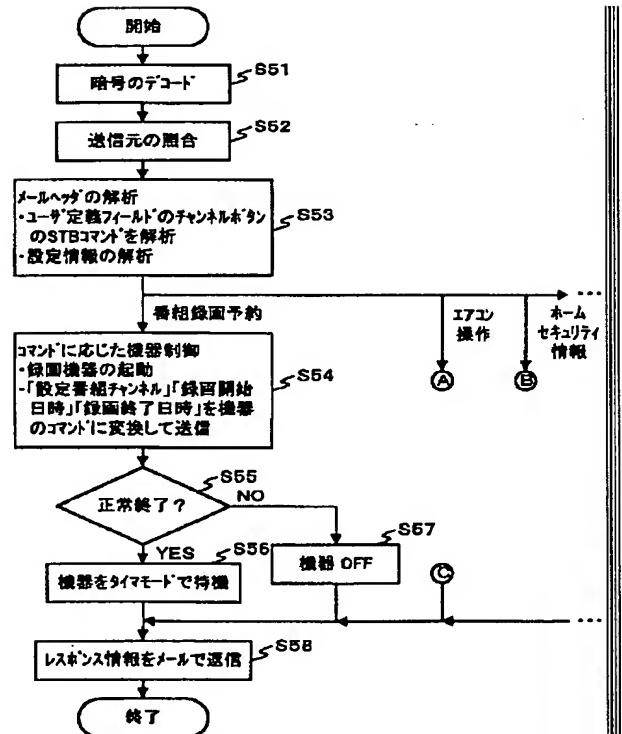 開始
暗号のデコード
S51
送信元の照合
S52
メールヘッダの解析
・ユーザ定義フィールドのチャンネルボタン
のSTBコマンドを解析
・設定情報の解析
S53
番組録画予約
エアコン
操作
ホーム
セキュリティ
情報
…
A
B
コマンドに応じた機器制御
・録画機器の起動
・「設定番組チャンネル」「録画開始
日時」「録画終了日時」を機器
のコマンドに変換して送信
S54
正常終了?
S55
NO
YES
S56
機器をタイマモードで待機
S57
機器 OFF
C
…
レスポンス情報をメールで返信
S58
終了